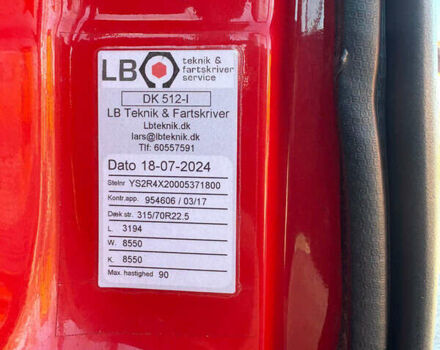 LB
teknik &
fartskriver
service
DK 512-I
LB Teknik & Fartskriver
Lbteknik.dk
lars@lbteknik.dk
Tlf: 60557591
Dato 18-07-2024
Stelnr YS2R4X20005371800
Kontr.app. 954606 / 03/17
Dæk str. 315/70R22.5
L. 3194
W. 8550
K. 8550
Max. hastighed 90